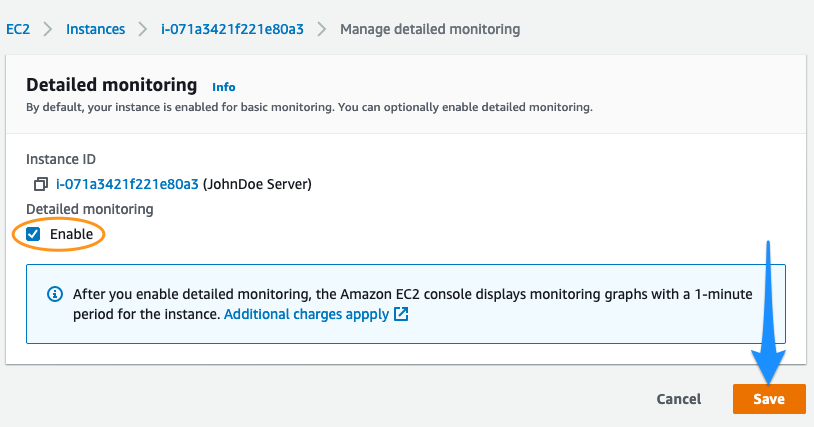 EC2 > Instances > i-071a3421f221e80a3 > Manage detailed monitoring
Detailed monitoring Info
By default, your instance is enabled for basic monitoring. You can optionally enable detailed monitoring.
Instance ID
i-071a3421f221e80a3 (JohnDoe Server)
Detailed monitoring
Enable
After you enable detailed monitoring, the Amazon EC2 console displays monitoring graphs with a 1-minute
period for the instance. Additional charges appply
Cancel Save